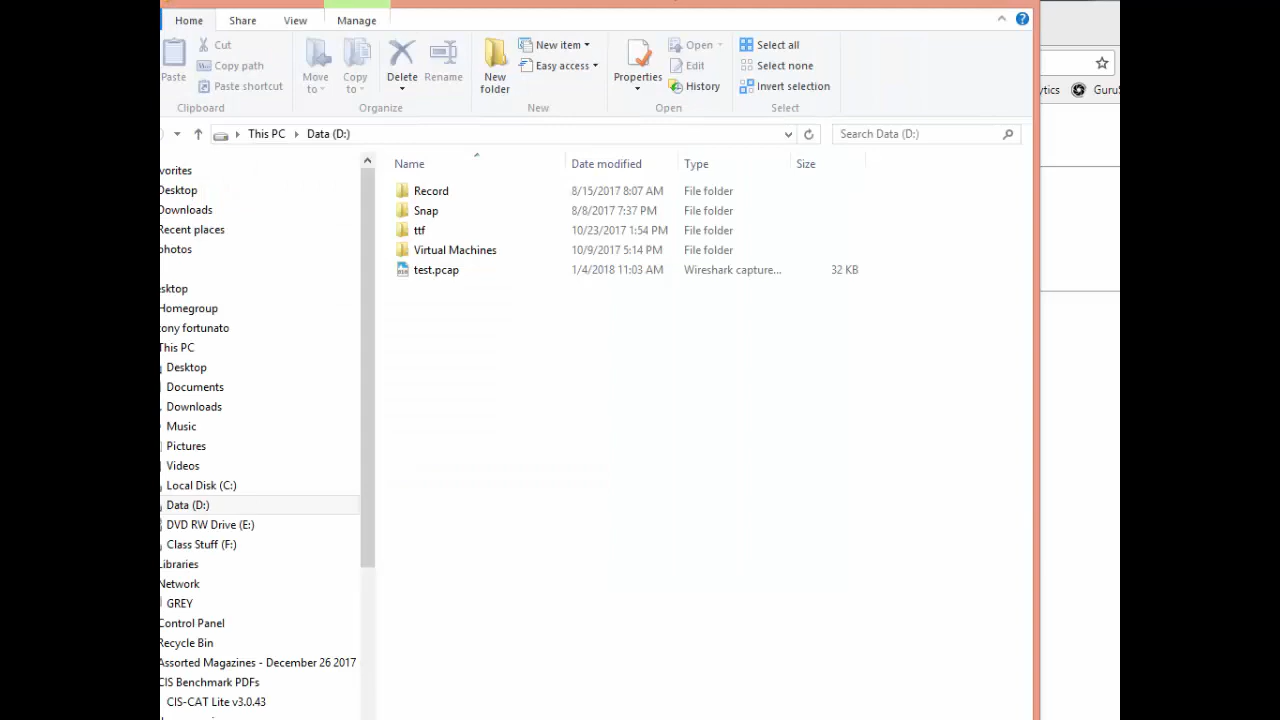 Home Share View Manage
Cut
Copy path
Paste shortcut
Paste
Clipboard
Move to
Copy to
Delete
Rename
Organize
New folder
New item
Easy access
New
Properties
Open
Edit
History
Open
Select all
Select none
Invert selection
Select
ytics GuruS
This PC Data (D:)
Search Data (D:)
Name Date modified Type Size
Record 8/15/2017 8:07 AM File folder
Snap 8/8/2017 7:37 PM File folder
ttf 10/23/2017 1:54 PM File folder
Virtual Machines 10/9/2017 5:14 PM File folder
test.pcap 1/4/2018 11:03 AM Wireshark capture... 32 KB
vorites
Desktop
Downloads
Recent places
photos
sktop
Homegroup
ony fortunato
This PC
Desktop
Documents
Downloads
Music
Pictures
Videos
Local Disk (C:)
Data (D:)
DVD RW Drive (E:)
Class Stuff (F:)
Libraries
Network
GREY
Control Panel
Recycle Bin
Assorted Magazines - December 26 2017
CIS Benchmark PDFs
CIS-CAT Lite v3.0.43